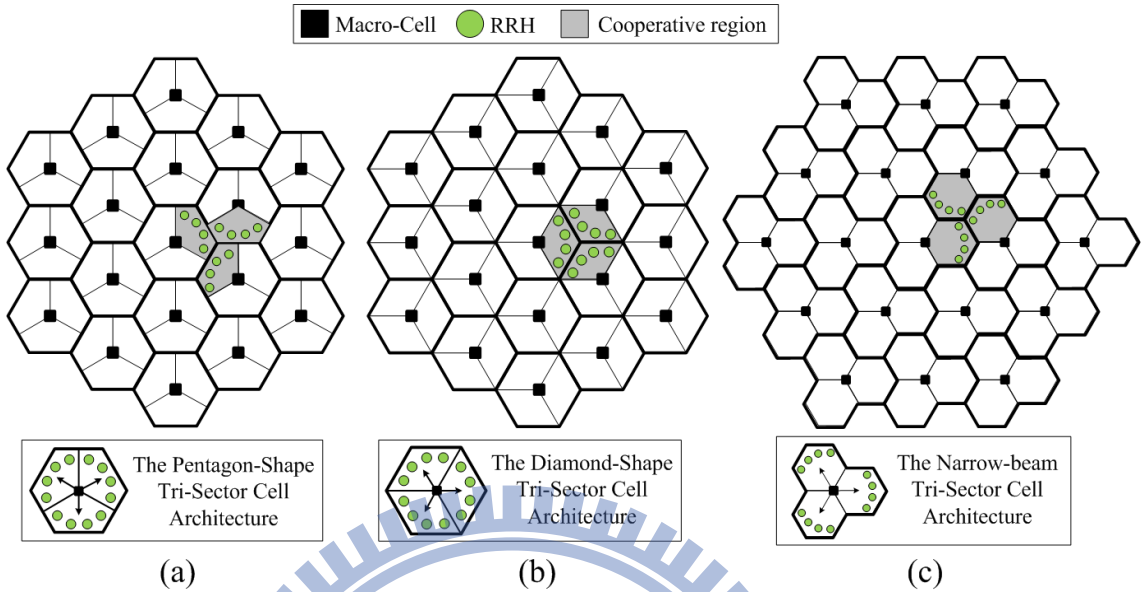 Macro-Cell RRH Cooperative region
The Pentagon-Shape
Tri-Sector Cell
Architecture
The Diamond-Shape
Tri-Sector Cell
Architecture
The Narrow-beam
Tri-Sector Cell
Architecture
(a) (b) (c)